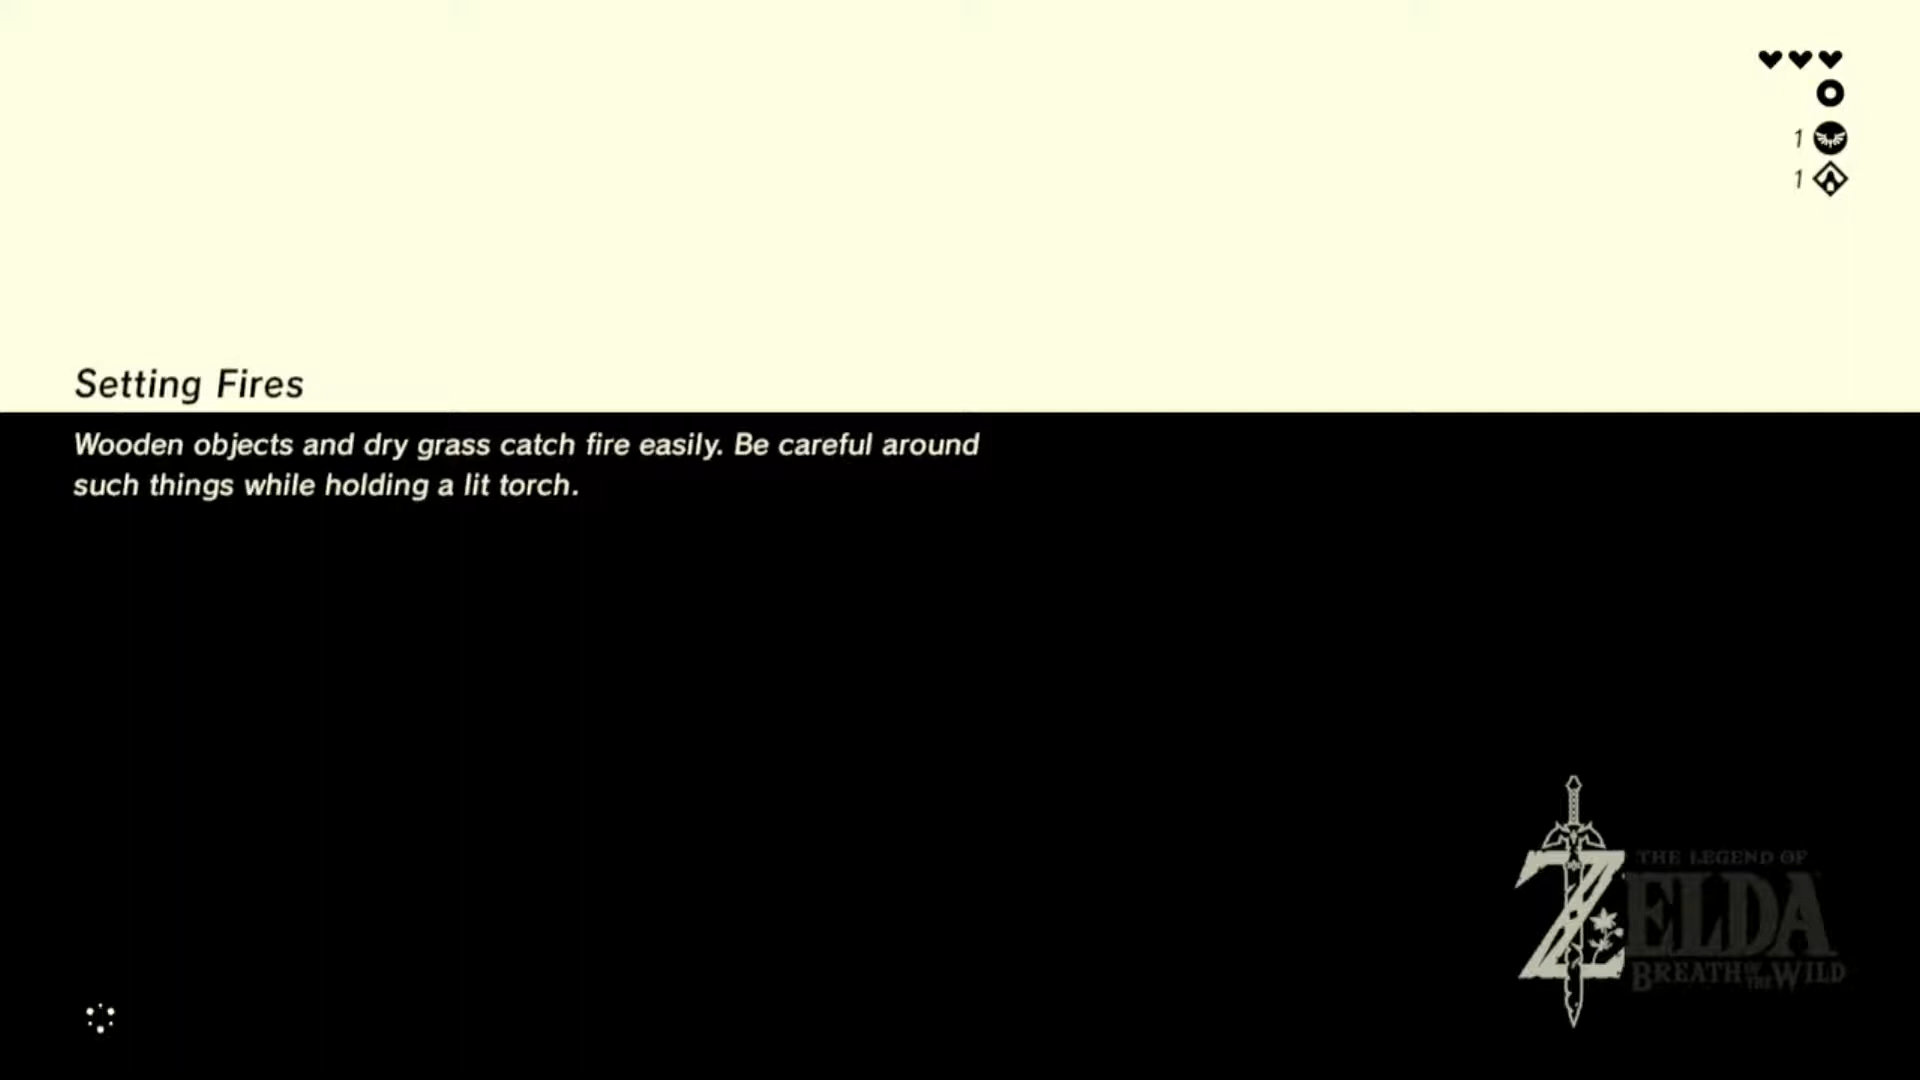 1
1
Setting Fires
Wooden objects and dry grass catch fire easily. Be careful around
such things while holding a lit torch.
THE LEGEND OF
ZELDA
BREATH OF THE WILD